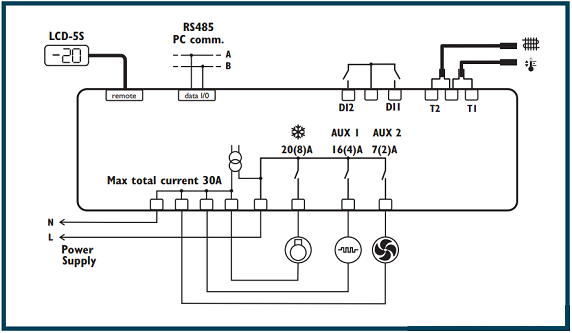 LCD-5S
-20
RS485
PC comm.
A
B
remote
data I/0
DI2
DI1
T2
T1
AUX 1
AUX 2
20(8)A
16(4)A
7(2)A
Max total current 30A
N
L
Power
Supply